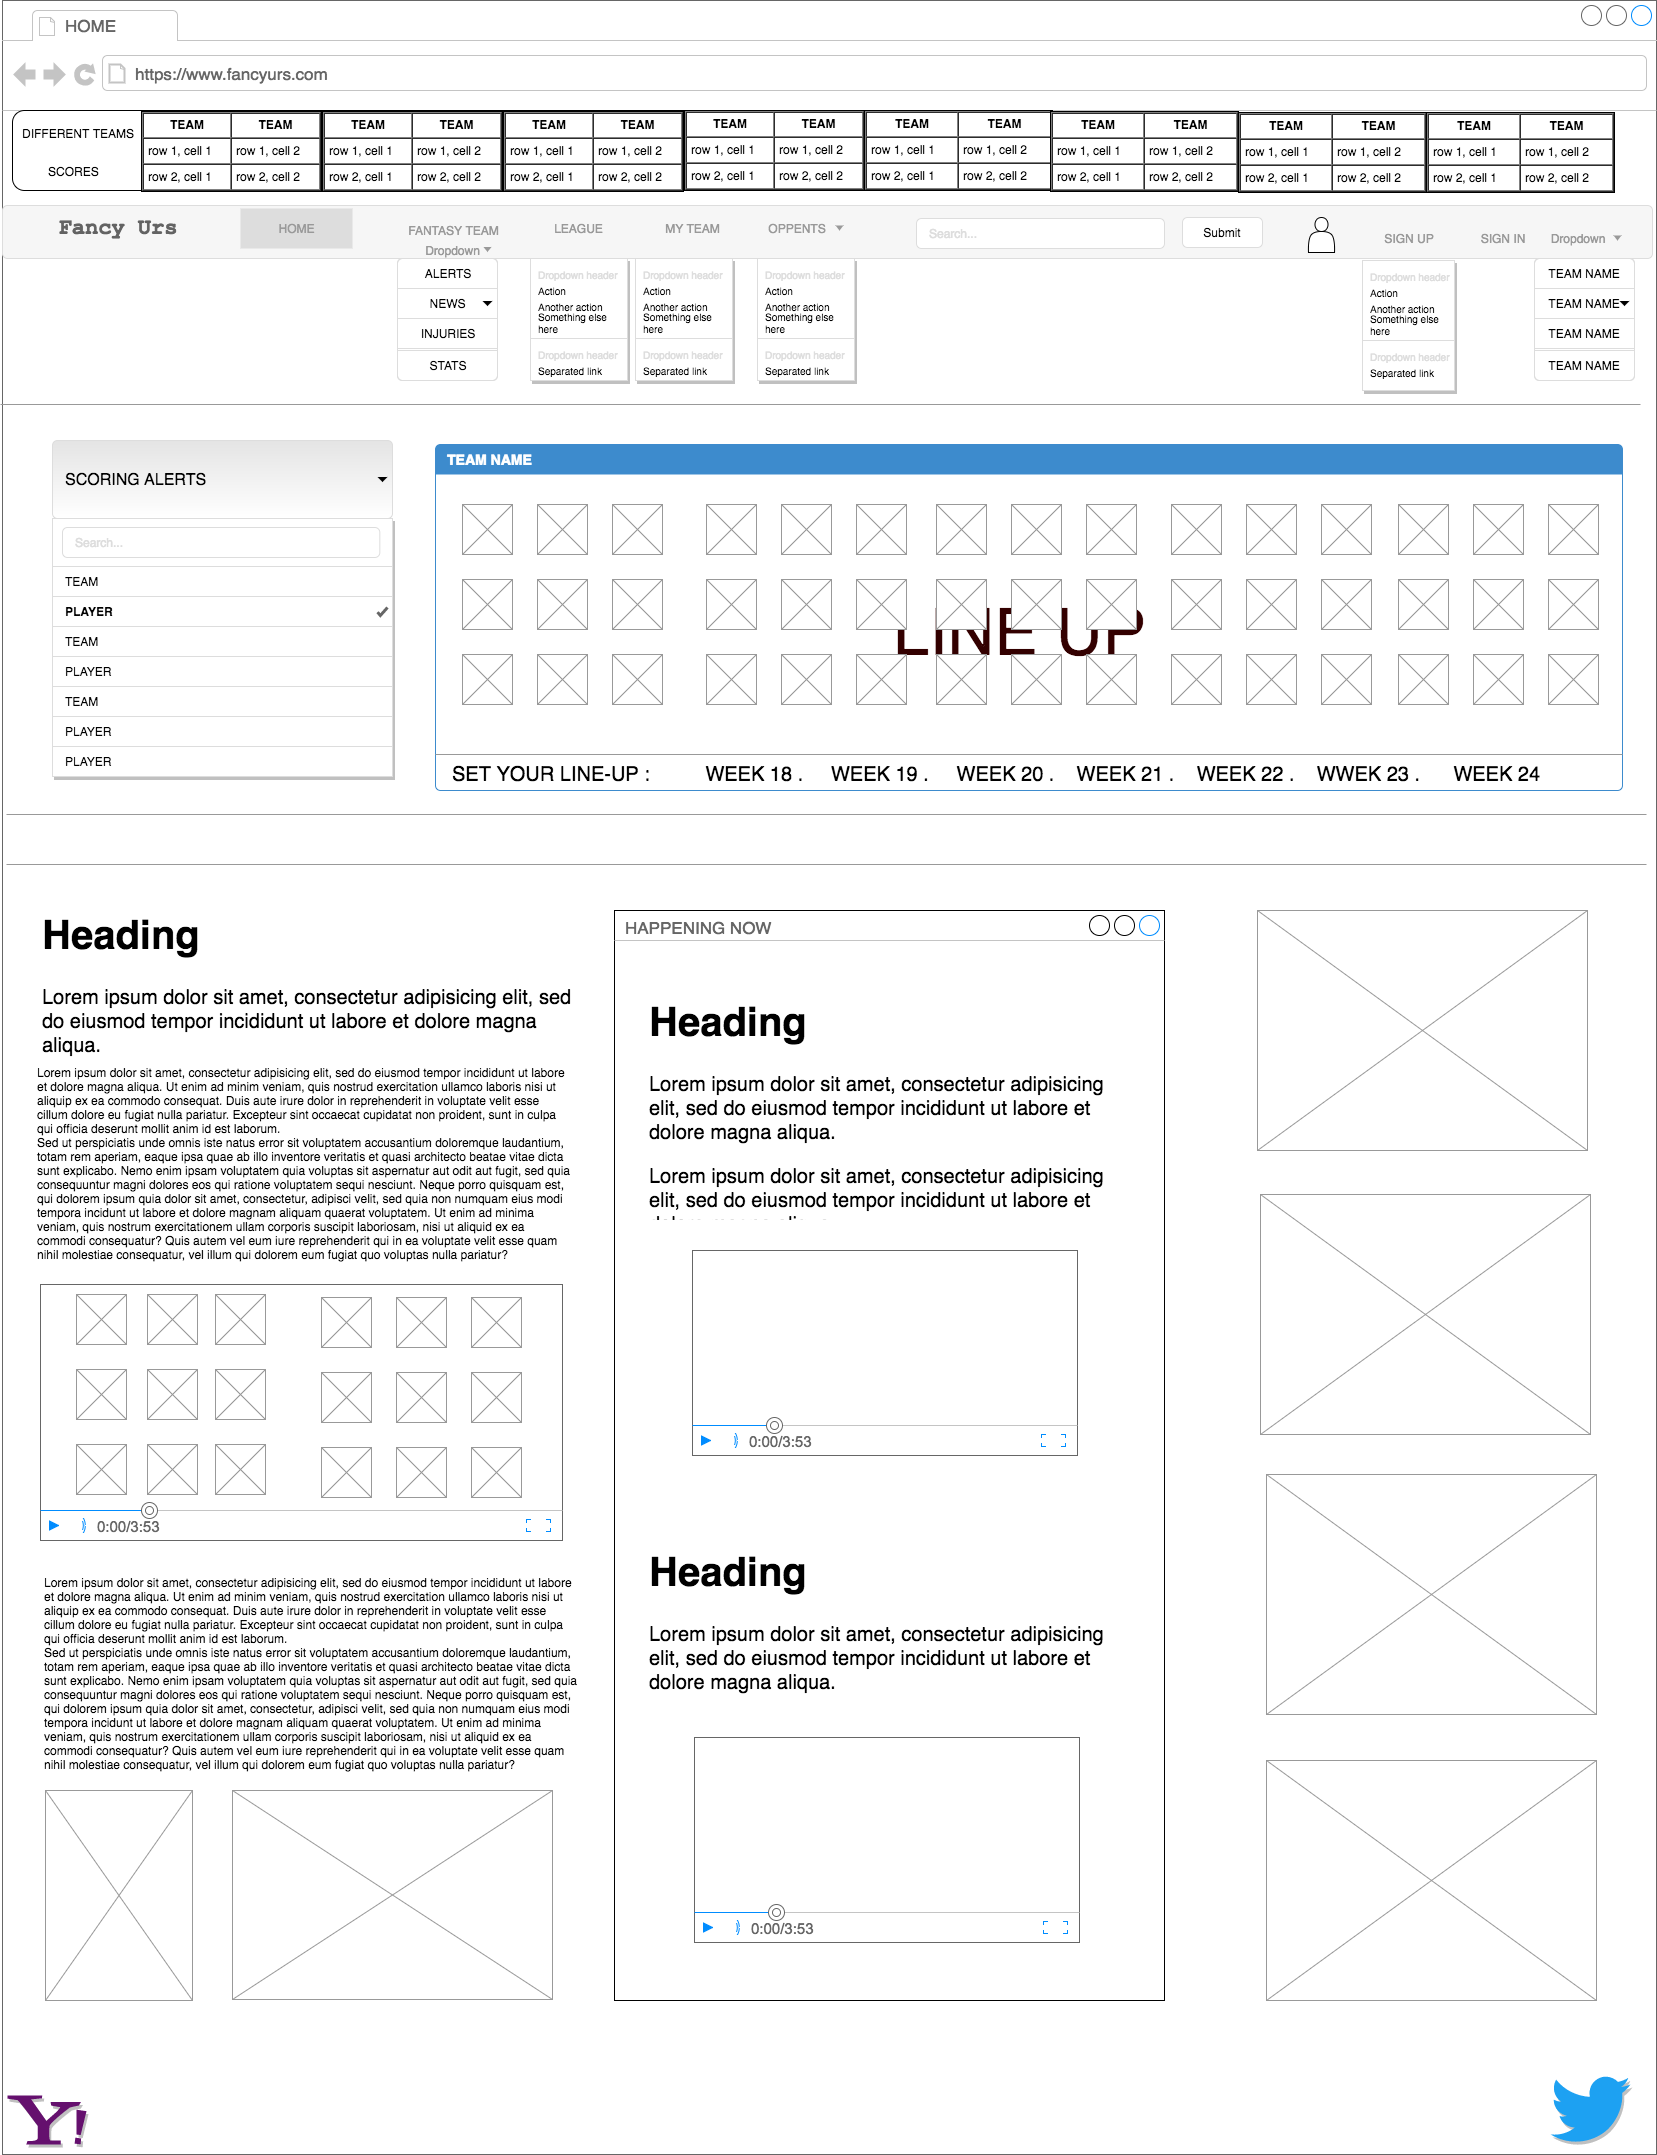 HOME
https://www.fancyurs.com
DIFFERENT TEAMS
SCORES
TEAM TEAM TEAM TEAM TEAM TEAM TEAM TEAM TEAM TEAM TEAM TEAM TEAM TEAM TEAM TEAM
row 1, cell 1 row 1, cell 2 row 1, cell 1 row 1, cell 2 row 1, cell 1 row 1, cell 2 row 1, cell 1 row 1, cell 2 row 1, cell 1 row 1, cell 2 row 1, cell 1 row 1, cell 2 row 1, cell 1 row 1, cell 2 row 1, cell 1 row 1, cell 2
row 2, cell 1 row 2, cell 2 row 2, cell 1 row 2, cell 2 row 2, cell 1 row 2, cell 2 row 2, cell 1 row 2, cell 2 row 2, cell 1 row 2, cell 2 row 2, cell 1 row 2, cell 2 row 2, cell 1 row 2, cell 2 row 2, cell 1 row 2, cell 2
Fancy Urs HOME FANTASY TEAM LEAGUE MY TEAM OPPENTS Search... Submit SIGN UP SIGN IN Dropdown
Dropdown
ALERTS
NEWS
INJURIES
STATS
Dropdown header
Action
Another action
Something else
here
Dropdown header
Separated link
Dropdown header
Action
Another action
Something else
here
Dropdown header
Separated link
Dropdown header
Action
Another action
Something else
here
Dropdown header
Separated link
Dropdown header
Action
Another action
Something else
here
Dropdown header
Separated link
TEAM NAME
TEAM NAME
TEAM NAME
TEAM NAME
SCORING ALERTS
Search...
TEAM
PLAYER
TEAM
PLAYER
TEAM
PLAYER
PLAYER
TEAM NAME
LINE UP
SET YOUR LINE-UP : WEEK 18 . WEEK 19 . WEEK 20 . WEEK 21 . WEEK 22 . WWEK 23 . WEEK 24
Heading
Lorem ipsum dolor sit amet, consectetur adipisicing elit, sed
do eiusmod tempor incididunt ut labore et dolore magna
aliqua.
Lorem ipsum dolor sit amet, consectetur adipisicing elit, sed do eiusmod tempor incididunt ut labore
et dolore magna aliqua. Ut enim ad minim veniam, quis nostrud exercitation ullamco laboris nisi ut
aliquip ex ea commodo consequat. Duis aute irure dolor in reprehenderit in voluptate velit esse
cillum dolore eu fugiat nulla pariatur. Excepteur sint occaecat cupidatat non proident, sunt in culpa
qui officia deserunt mollit anim id est laborum.
Sed ut perspiciatis unde omnis iste natus error sit voluptatem accusantium doloremque laudantium,
totam rem aperiam, eaque ipsa quae ab illo inventore veritatis et quasi architecto beatae vitae dicta
sunt explicabo. Nemo enim ipsam voluptatem quia voluptas sit aspernatur aut odit aut fugit, sed quia
consequuntur magni dolores eos qui ratione voluptatem sequi nesciunt. Neque porro quisquam est,
qui dolorem ipsum quia dolor sit amet, consectetur, adipisci velit, sed quia non numquam eius modi
tempora incidunt ut labore et dolore magnam aliquam quaerat voluptatem. Ut enim ad minima
veniam, quis nostrum exercitationem ullam corporis suscipit laboriosam, nisi ut aliquid ex ea
commodi consequatur? Quis autem vel eum iure reprehenderit qui in ea voluptate velit esse quam
nihil molestiae consequatur, vel illum qui dolorem eum fugiat quo voluptas nulla pariatur?
0:00/3:53
Lorem ipsum dolor sit amet, consectetur adipisicing elit, sed do eiusmod tempor incididunt ut labore
et dolore magna aliqua. Ut enim ad minim veniam, quis nostrud exercitation ullamco laboris nisi ut
aliquip ex ea commodo consequat. Duis aute irure dolor in reprehenderit in voluptate velit esse
cillum dolore eu fugiat nulla pariatur. Excepteur sint occaecat cupidatat non proident, sunt in culpa
qui officia deserunt mollit anim id est laborum.
Sed ut perspiciatis unde omnis iste natus error sit voluptatem accusantium doloremque laudantium,
totam rem aperiam, eaque ipsa quae ab illo inventore veritatis et quasi architecto beatae vitae dicta
sunt explicabo. Nemo enim ipsam voluptatem quia voluptas sit aspernatur aut odit aut fugit, sed quia
consequuntur magni dolores eos qui ratione voluptatem sequi nesciunt. Neque porro quisquam est,
qui dolorem ipsum quia dolor sit amet, consectetur, adipisci velit, sed quia non numquam eius modi
tempora incidunt ut labore et dolore magnam aliquam quaerat voluptatem. Ut enim ad minima
veniam, quis nostrum exercitationem ullam corporis suscipit laboriosam, nisi ut aliquid ex ea
commodi consequatur? Quis autem vel eum iure reprehenderit qui in ea voluptate velit esse quam
nihil molestiae consequatur, vel illum qui dolorem eum fugiat quo voluptas nulla pariatur?
HAPPENING NOW
Heading
Lorem ipsum dolor sit amet, consectetur adipisicing
elit, sed do eiusmod tempor incididunt ut labore et
dolore magna aliqua.
Lorem ipsum dolor sit amet, consectetur adipisicing
elit, sed do eiusmod tempor incididunt ut labore et
0:00/3:53
Heading
Lorem ipsum dolor sit amet, consectetur adipisicing
elit, sed do eiusmod tempor incididunt ut labore et
dolore magna aliqua.
0:00/3:53
Y!